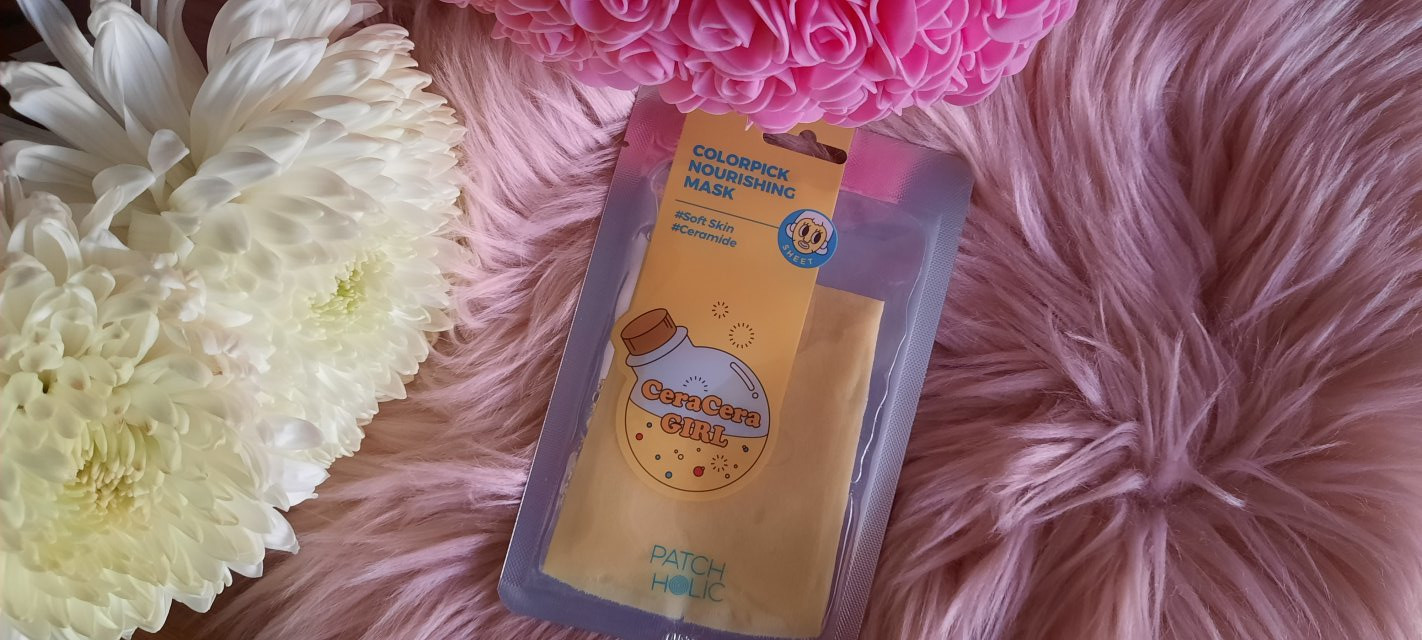 COLORPICK
NOURISHING
MASK
#Soft Skin
#Ceramide
SHEET
CeraCera
GIRL
PATCH
HOLIC